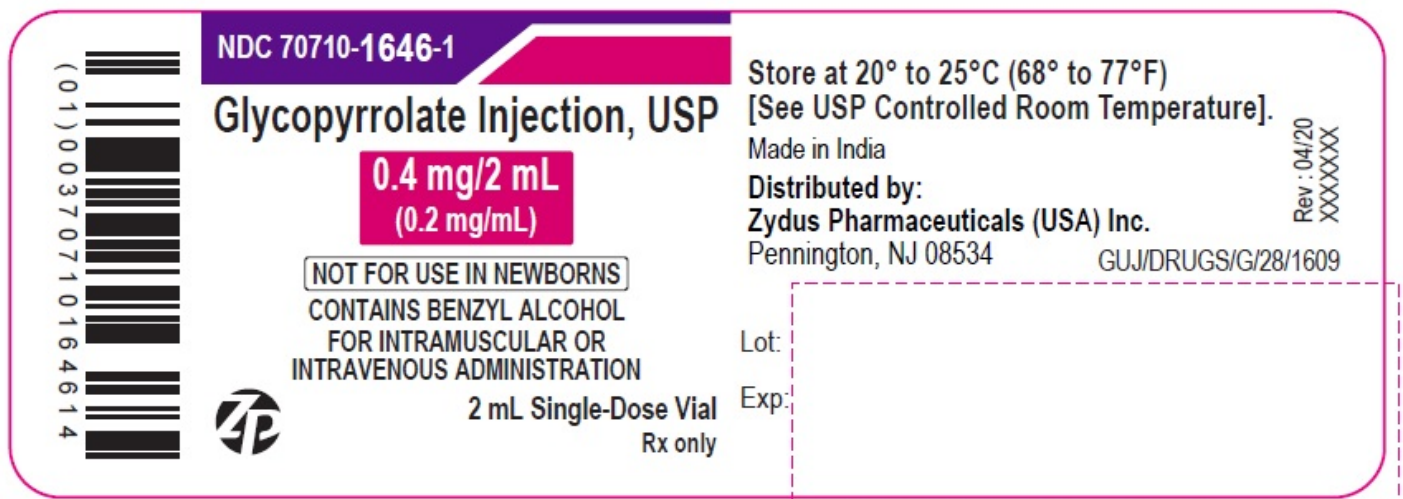 (01)00370710164614
NDC 70710-1646-1
Glycopyrrolate Injection, USP
0.4 mg/2 mL
(0.2 mg/mL)
NOT FOR USE IN NEWBORNS
CONTAINS BENZYL ALCOHOL
FOR INTRAMUSCULAR OR
INTRAVENOUS ADMINISTRATION
2 mL Single-Dose Vial
Rx only
ZP
Store at 20° to 25°C (68° to 77°F)
[See USP Controlled Room Temperature].
Made in India
Distributed by:
Zydus Pharmaceuticals (USA) Inc.
Pennington, NJ 08534
GUJ/DRUGS/G/28/1609
Rev : 04/20
XXXXXXX
Lot:
Exp: